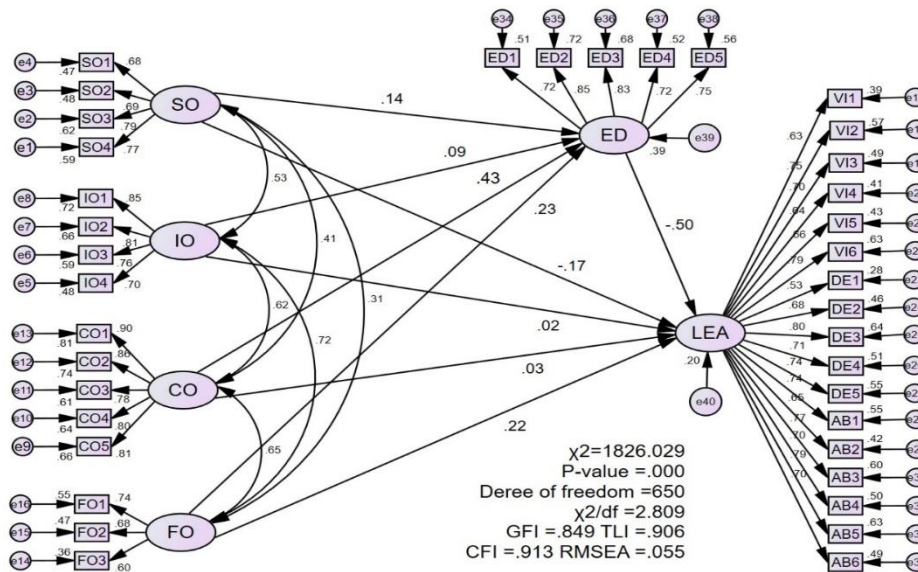 e34 e35 e36 e37 e38
.51 .72 .68 .52 .56
ED1 ED2 ED3 ED4 ED5
.72 .85 .83 .72 .75
ED
.39
e39
e4 .47 SO1 .68
e3 .48 SO2 .69
e2 .62 SO3 .79
e1 .59 SO4 .77
SO
e8 .72 IO1 .85
e7 .66 IO2 .81
e6 .59 IO3 .76
e5 .48 IO4 .70
IO
e13 .81 CO1 .90
e12 .74 CO2 .86
e11 .61 CO3 .78
e10 .64 CO4 .80
e9 .66 CO5 .81
CO
e16 .55 FO1 .74
e15 .47 FO2 .68
e14 .36 FO3 .60
FO
.53
.41
.31
.62
.72
.65
.14
.09
.43
.23
-.50
-.17
.02
.03
.22
LEA
.20
e40
VI1 .39 .63
VI2 .57 .75
VI3 .49 .70
VI4 .41 .64
VI5 .43 .66
VI6 .63 .79
DE1 .28 .53
DE2 .46 .68
DE3 .64 .80
DE4 .51 .71
DE5 .55 .74
AB1 .55 .74
AB2 .42 .65
AB3 .60 .77
AB4 .50 .70
AB5 .63 .79
AB6 .49 .70
χ2=1826.029
P-value =.000
Deree of freedom =650
χ2/df =2.809
GFI =.849 TLI =.906
CFI =.913 RMSEA =.055